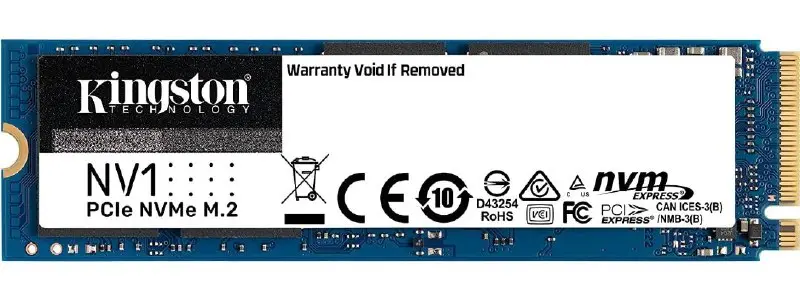 Kingston
TECHNOLOGY
Warranty Void If Removed
NV1
PCIe NVMe M.2
CE
10
D43254
RoHS
VCI
FC
nvm
EXPRESS®
PCI
EXPRESS®
CAN ICES-3(B)
/NMB-3(B)